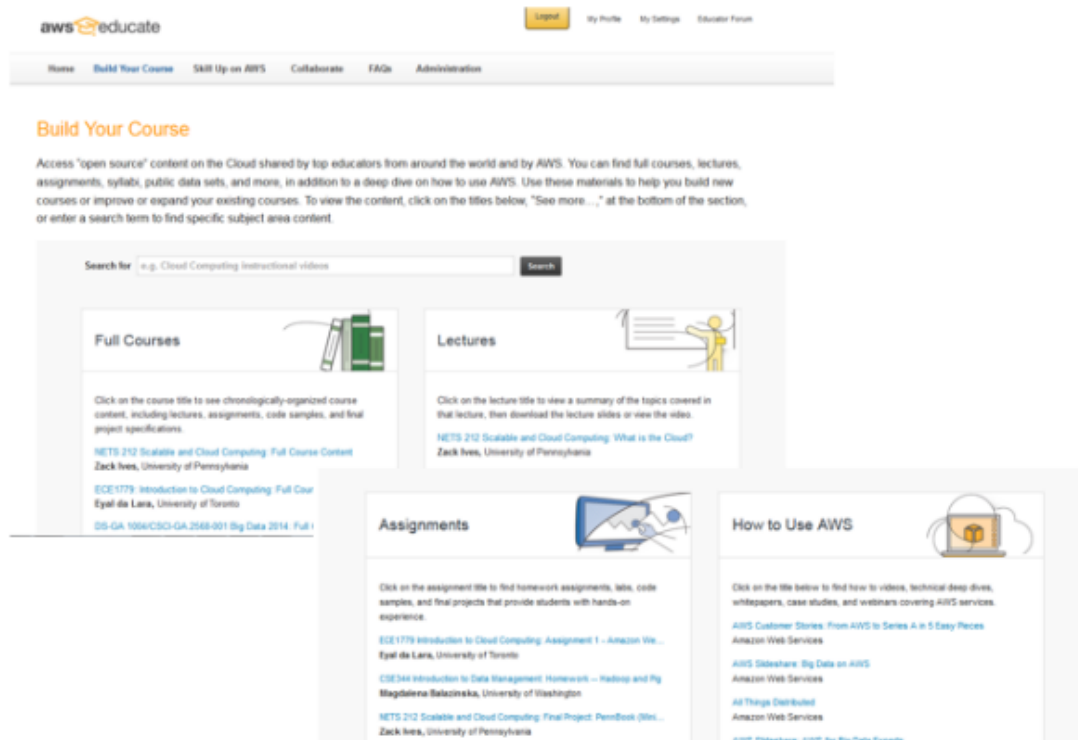 aws educate
Logout My Profile My Settings Educator Forum
Home Build Your Course Skill Up on AWS Collaborate FAQs Administration
Build Your Course
Access "open source" content on the Cloud shared by top educators from around the world and by AWS. You can find full courses, lectures,
assignments, syllabi, public data sets, and more, in addition to a deep dive on how to use AWS. Use these materials to help you build new
courses or improve or expand your existing courses. To view the content, click on the titles below, "See more...," at the bottom of the section,
or enter a search term to find specific subject area content.
Search for e.g. Cloud Computing instructional videos Search
Full Courses
Click on the course title to see chronologically-organized course
content, including lectures, assignments, code samples, and final
project specifications.
NETS 212 Scalable and Cloud Computing: Full Course Content
Zack Ives, University of Pennsylvania
ECE1779: Introduction to Cloud Computing: Full Cour
Eyal de Lara, University of Toronto
DS-GA 1004/CSCI-GA.2568-001 Big Data 2014: Full
Lectures
Click on the lecture title to view a summary of the topics covered in
that lecture, then download the lecture slides or view the video.
NETS 212 Scalable and Cloud Computing: What is the Cloud?
Zack Ives, University of Pennsylvania
Assignments
Click on the assignment title to find homework assignments, labs, code
samples, and final projects that provide students with hands-on
experience.
ECE1779 Introduction to Cloud Computing: Assignment 1 - Amazon We...
Eyal de Lara, University of Toronto
CSE344 Introduction to Data Management: Homework -- Hadoop and Pig
Magdalena Balazinska, University of Washington
NETS 212 Scalable and Cloud Computing: Final Project: PennBook (Mini...
Zack Ives, University of Pennsylvania
How to Use AWS
Click on the title below to find how to videos, technical deep dives,
whitepapers, case studies, and webinars covering AWS services.
AWS Customer Stories: From AWS to Series A in 5 Easy Pieces
Amazon Web Services
AWS Slideshare: Big Data on AWS
Amazon Web Services
All Things Distributed
Amazon Web Services
AWS Slideshare: AWS for Big Data Experts